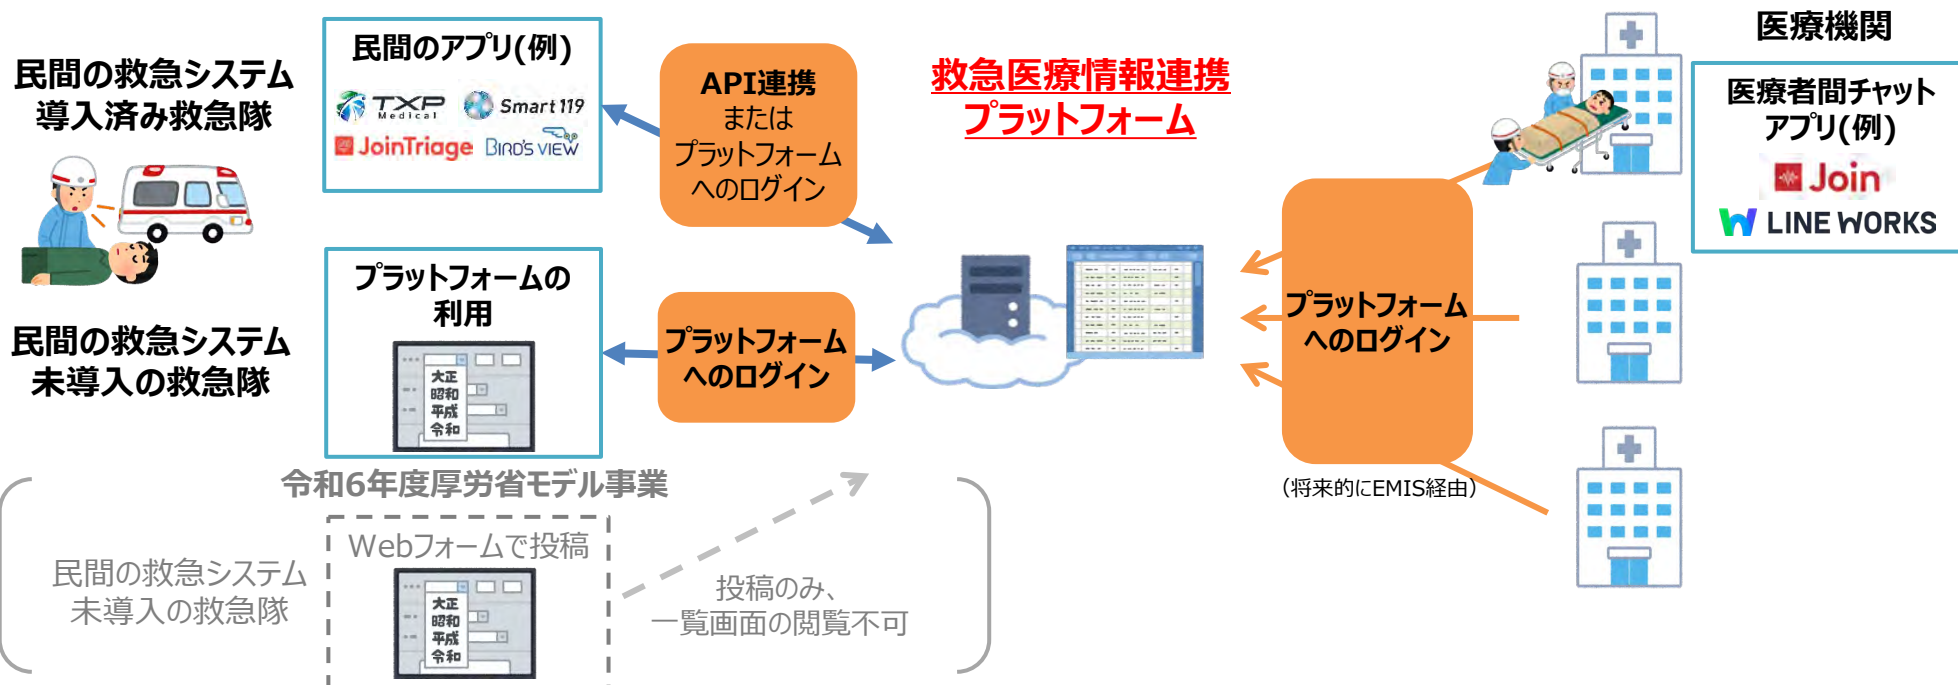 民間の救急システム
導入済み救急隊
民間のアプリ(例)
TXP
Medical
Smart119
JoinTriage
BIRD'S VIEW
API連携
または
プラットフォーム
へのログイン
救急医療情報連携
プラットフォーム
医療機関
医療者間チャット
アプリ(例)
Join
LINE WORKS
民間の救急システム
未導入の救急隊
プラットフォームの
利用
大正
昭和
平成
令和
プラットフォーム
へのログイン
プラットフォーム
へのログイン
(将来的にEMIS経由)
令和6年度厚労省モデル事業
民間の救急システム
未導入の救急隊
Webフォームで投稿
大正
昭和
平成
令和
投稿のみ、
一覧画面の閲覧不可